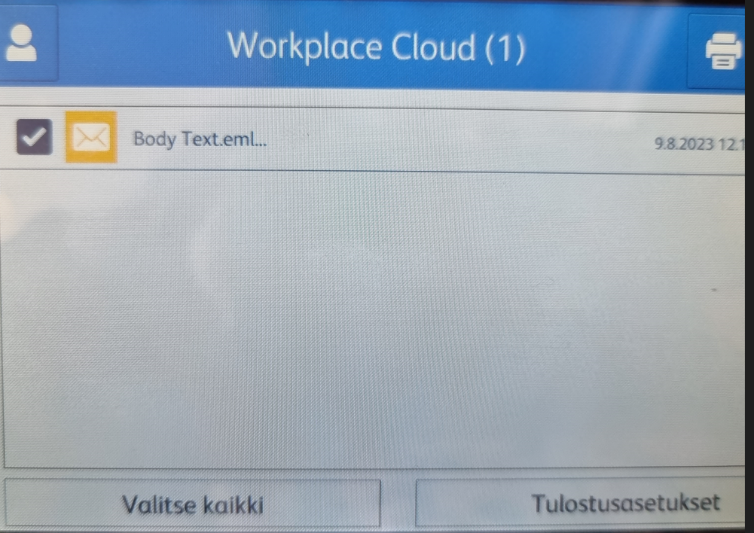 Workplace Cloud (1)
Body Text.eml...
9.8.2023 12.1
Valitse kaikki
Tulostusasetukset